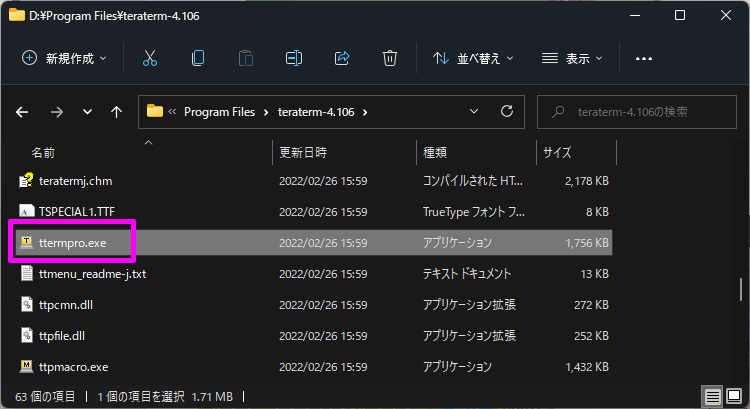 D:¥Program Files¥teraterm-4.106
新規作成 並べ替え 表示
Program Files teraterm-4.106 teraterm-4.106の検索
名前 更新日時 種類 サイズ
teratermj.chm 2022/02/26 15:59 コンパイルされた HT... 2,178 KB
TSPECIAL1.TTF 2022/02/26 15:59 TrueType フォント フ... 8 KB
ttermpro.exe 2022/02/26 15:59 アプリケーション 1,756 KB
ttmenu_readme-j.txt 2022/02/26 15:59 テキスト ドキュメント 13 KB
ttpcmn.dll 2022/02/26 15:59 アプリケーション拡張 272 KB
ttpfile.dll 2022/02/26 15:59 アプリケーション拡張 252 KB
ttpmacro.exe 2022/02/26 15:59 アプリケーション 1,432 KB
63 個の項目 1 個の項目を選択 1.71 MB